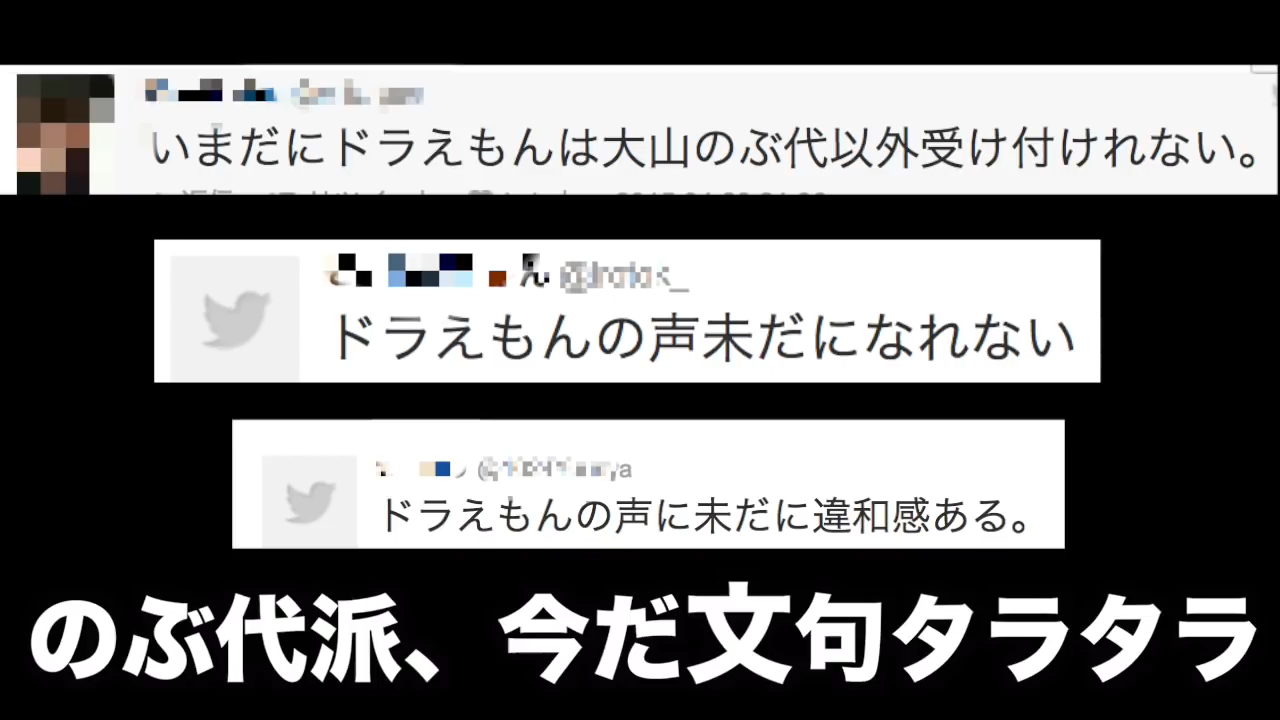 いまだにドラえもんは大山のぶ代以外受け付けれない。
ドラえもんの声未だになれない
ドラえもんの声に未だに違和感ある。
のぶ代派、今だ文句タラタラ